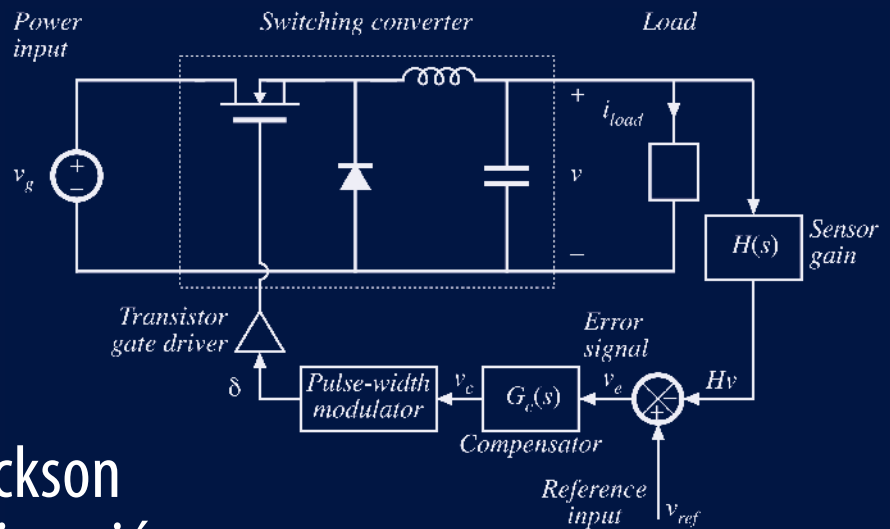 Power input
Switching converter
Load
v_g
+
–
+
v
–
i_load
H(s)
Sensor gain
Transistor gate driver
δ
Pulse-width modulator
v_c
G_c(s)
Compensator
Error signal
v_e
–
+
Hv
Reference input
v_ref
ckson